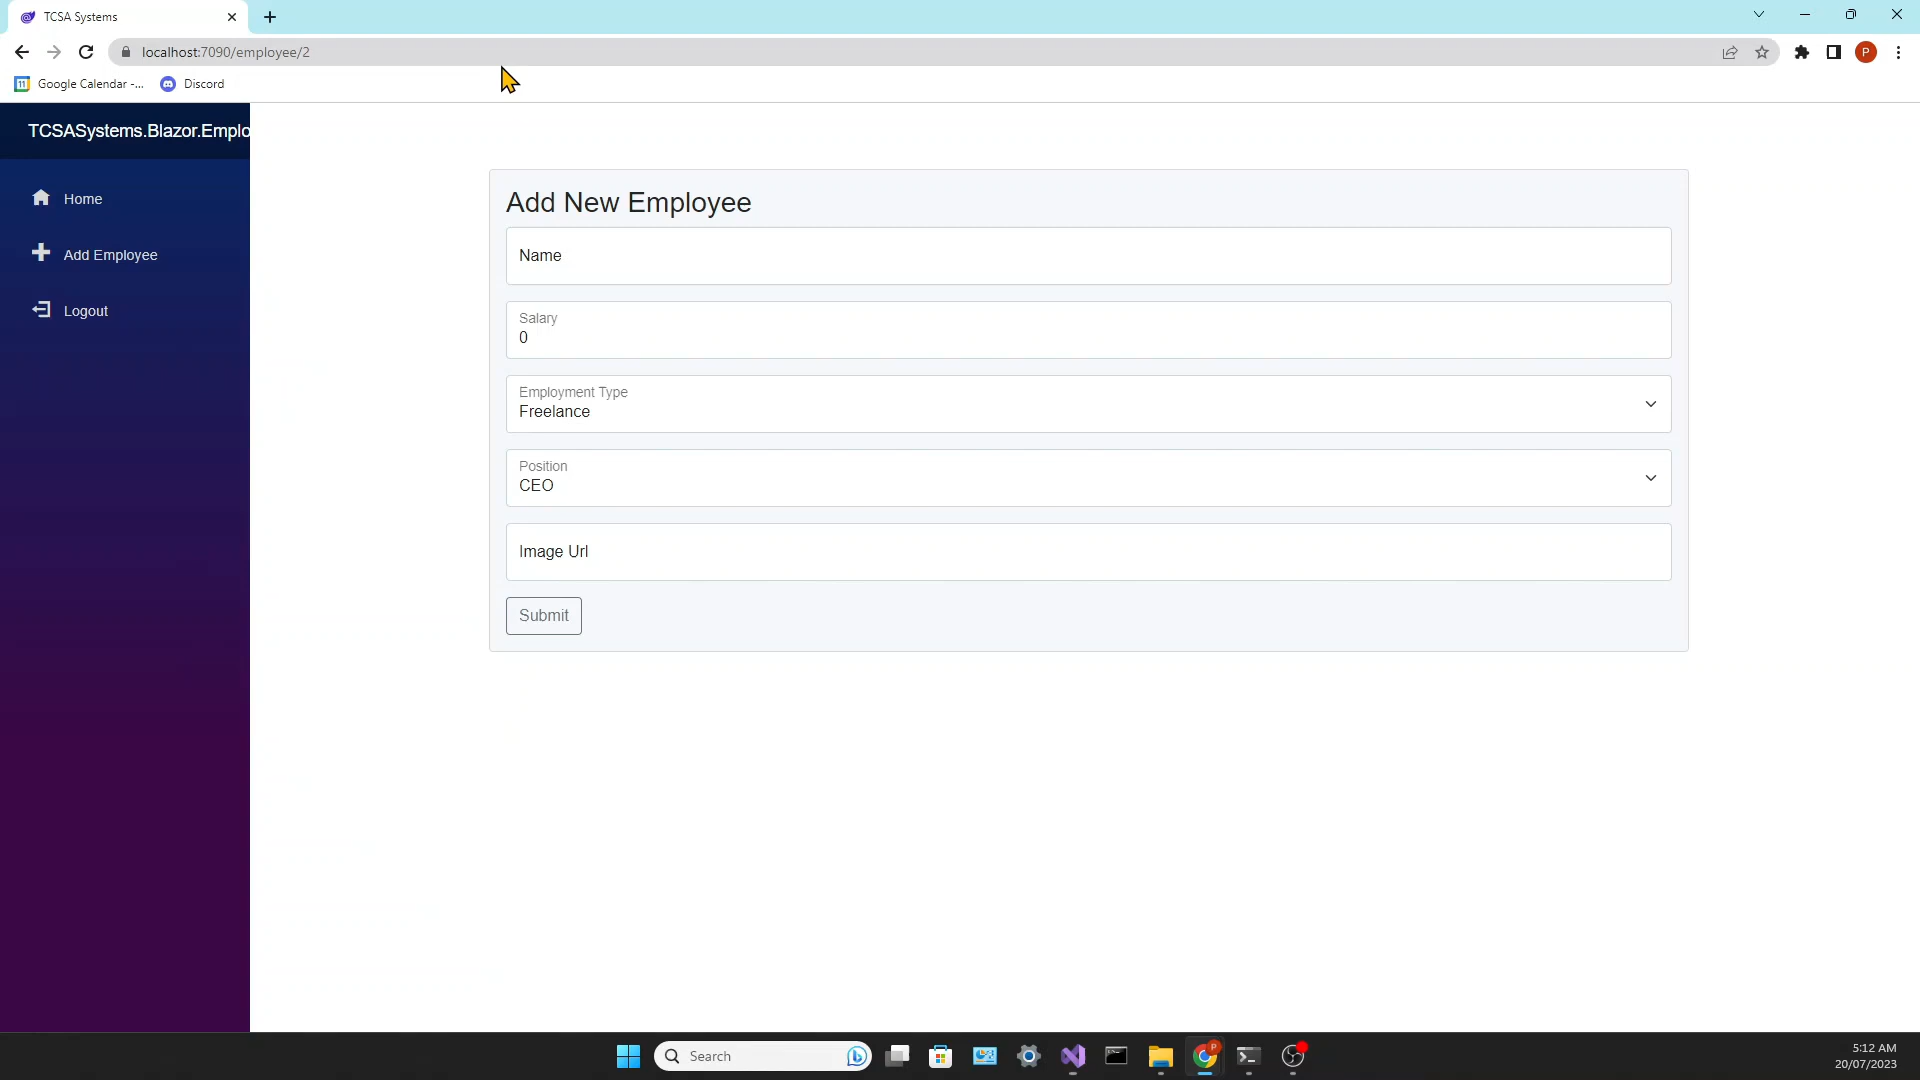 TCSA Systems
localhost:7090/employee/2
P
11
Google Calendar -...
Discord
TCSASystems.Blazor.Emplo
Home
Add Employee
Logout
Add New Employee
Name
Salary
0
Employment Type
Freelance
Position
CEO
Image Url
Submit
Search
P
5:12 AM
20/07/2023